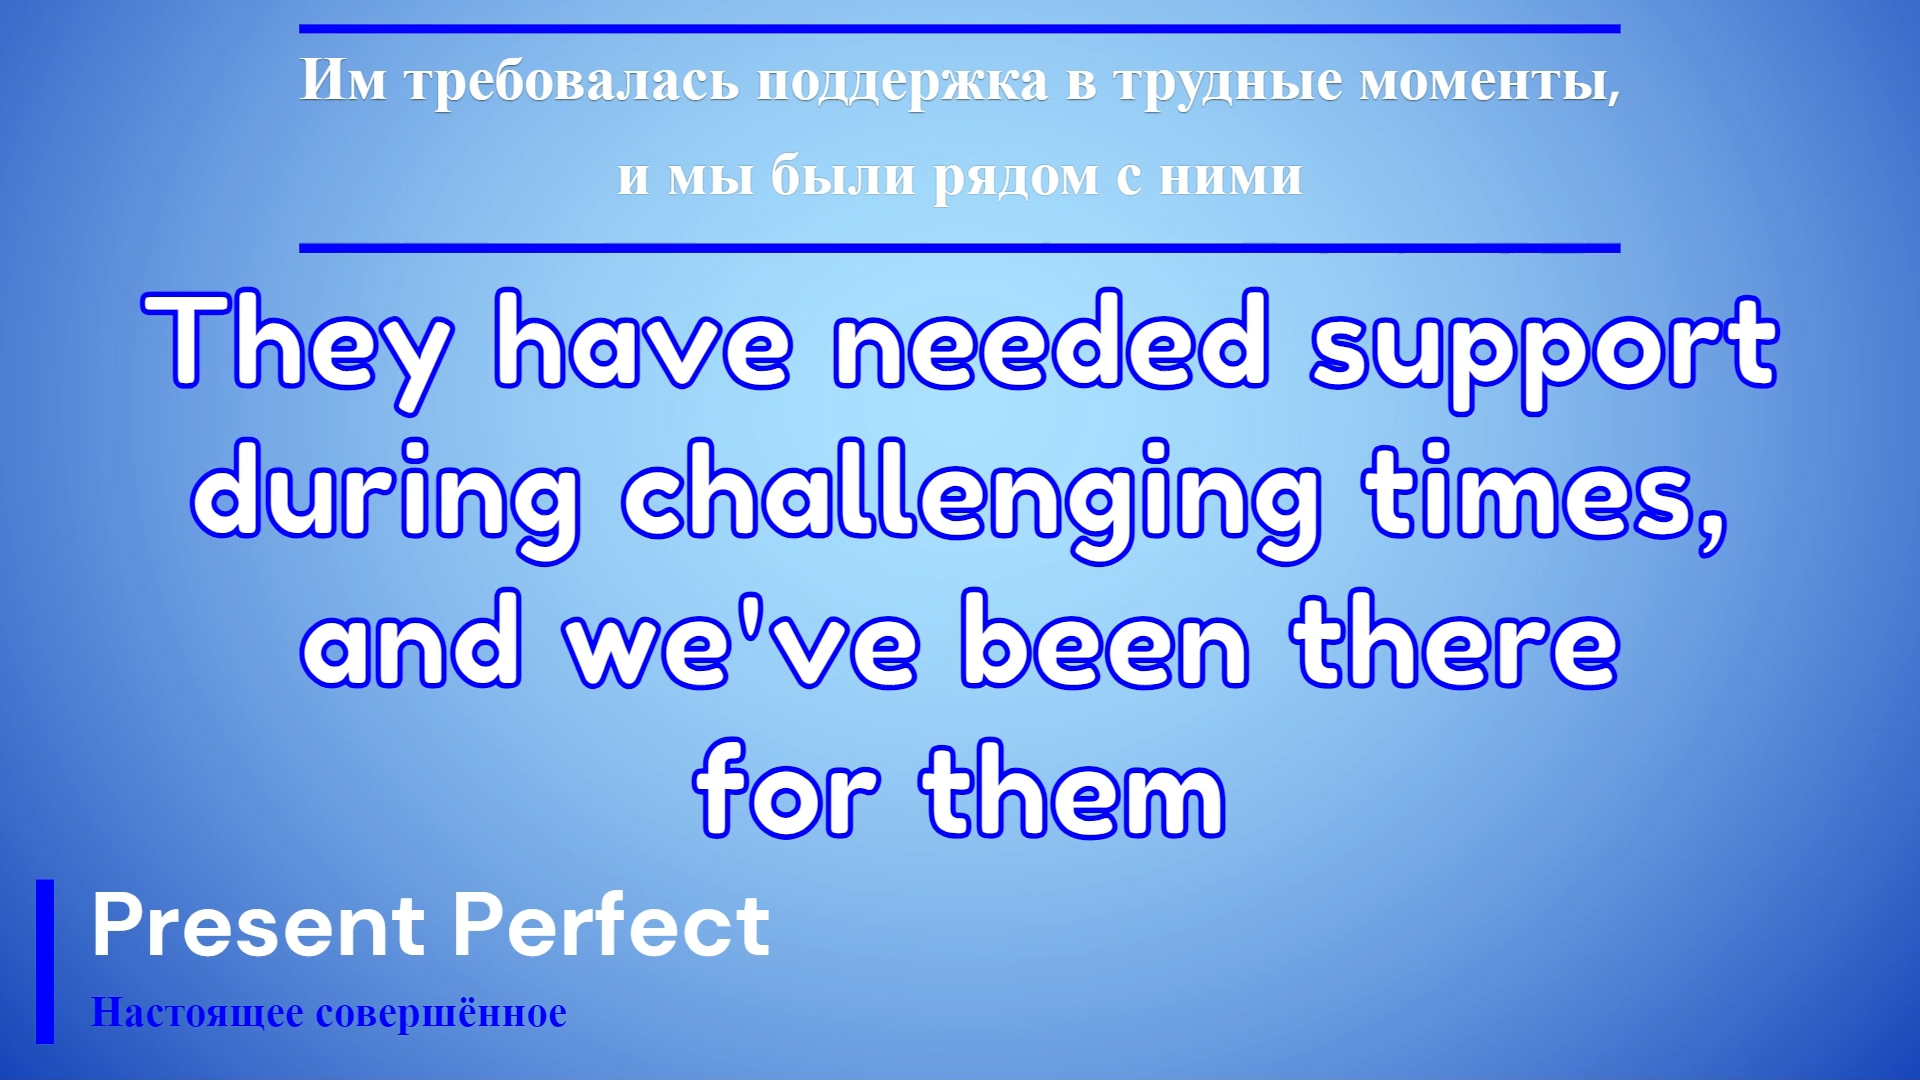 Им требовалась поддержка в трудные моменты,
и мы были рядом с ними
They have needed support
during challenging times,
and we've been there
for them
Present Perfect
Настоящее совершённое